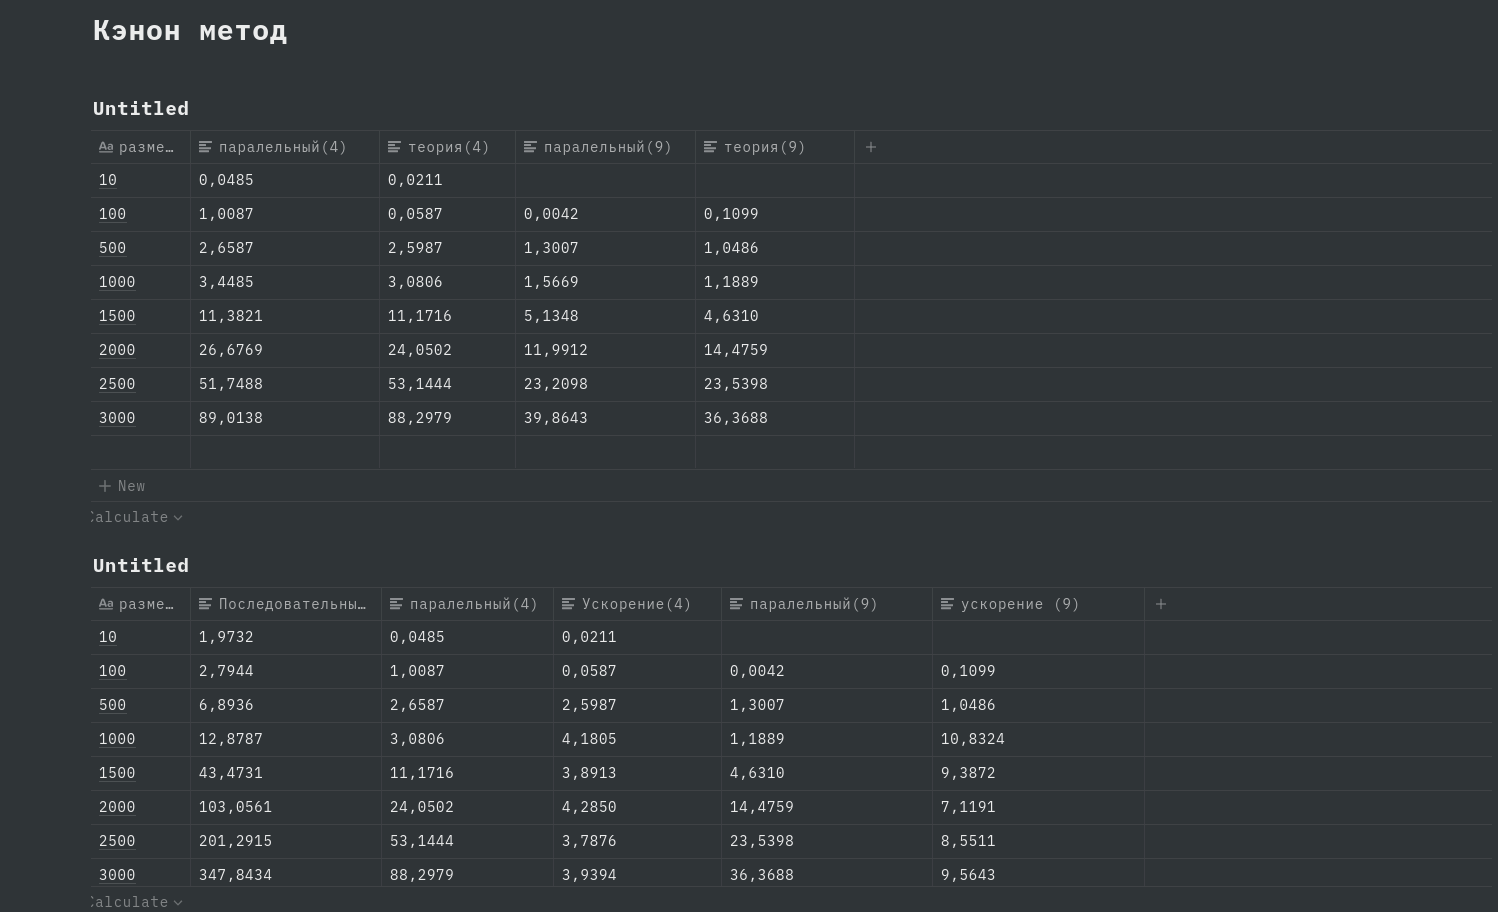 Кэнон метод
Untitled
Aa разме… паралельный(4) теория(4) паралельный(9) теория(9) +
10 0,0485 0,0211
100 1,0087 0,0587 0,0042 0,1099
500 2,6587 2,5987 1,3007 1,0486
1000 3,4485 3,0806 1,5669 1,1889
1500 11,3821 11,1716 5,1348 4,6310
2000 26,6769 24,0502 11,9912 14,4759
2500 51,7488 53,1444 23,2098 23,5398
3000 89,0138 88,2979 39,8643 36,3688
+ New
Calculate
Untitled
Aa разме… Последовательны… паралельный(4) Ускорение(4) паралельный(9) ускорение (9) +
10 1,9732 0,0485 0,0211
100 2,7944 1,0087 0,0587 0,0042 0,1099
500 6,8936 2,6587 2,5987 1,3007 1,0486
1000 12,8787 3,0806 4,1805 1,1889 10,8324
1500 43,4731 11,1716 3,8913 4,6310 9,3872
2000 103,0561 24,0502 4,2850 14,4759 7,1191
2500 201,2915 53,1444 3,7876 23,5398 8,5511
3000 347,8434 88,2979 3,9394 36,3688 9,5643
Calculate